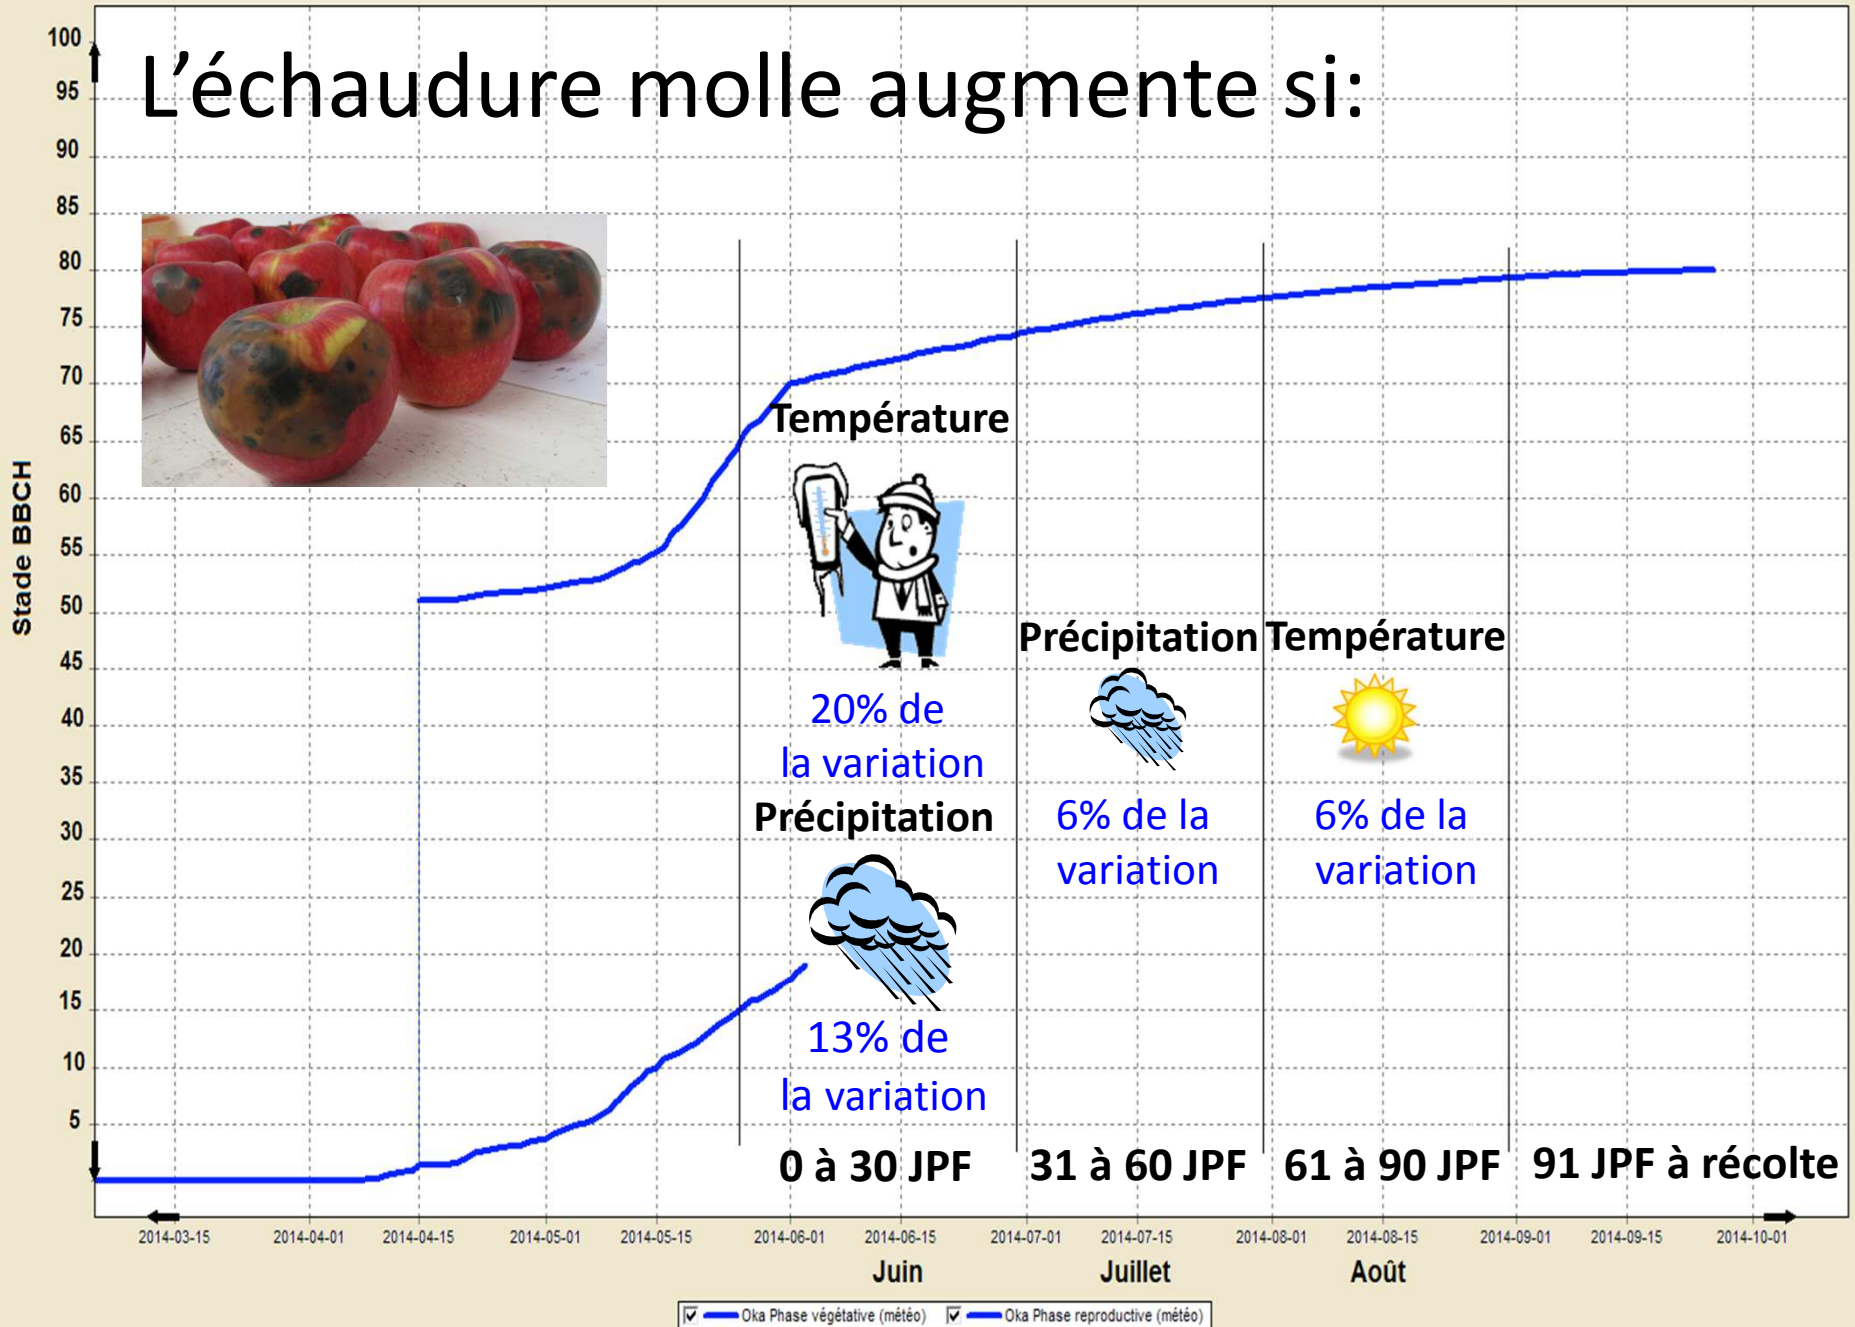 L'échaudure molle augmente si:
100
95
90
85
80
75
70
65
60
55
50
45
40
35
30
25
20
15
10
5
Stade BBCH
Température
20% de
la variation
Précipitation
13% de
la variation
0 à 30 JPF
Précipitation
6% de la
variation
31 à 60 JPF
Température
6% de la
variation
61 à 90 JPF
91 JPF à récolte
2014-03-15 2014-04-01 2014-04-15 2014-05-01 2014-05-15 2014-06-01 2014-06-15 2014-07-01 2014-07-15 2014-08-01 2014-08-15 2014-09-01 2014-09-15 2014-10-01
Juin Juillet Août
Oka Phase végétative (météo) Oka Phase reproductive (météo)